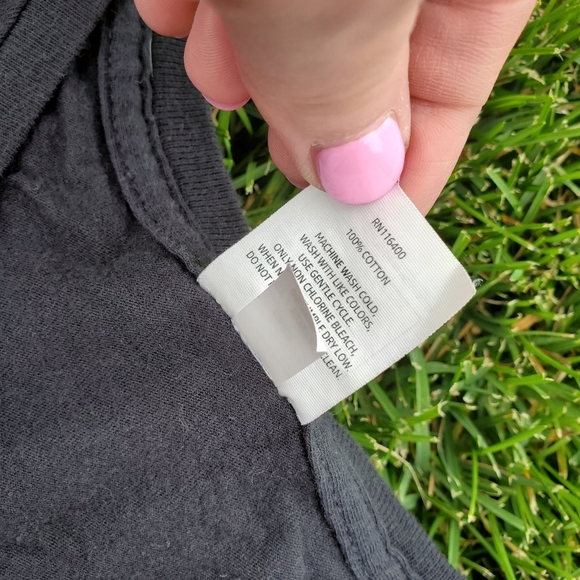 RN116400
100% COTTON
MACHINE WASH COLD,
WASH WITH LIKE COLORS,
USE GENTLE CYCLE
ONLY NON CHLORINE BLEACH,
WHEN DRY LOW.
DO NOT